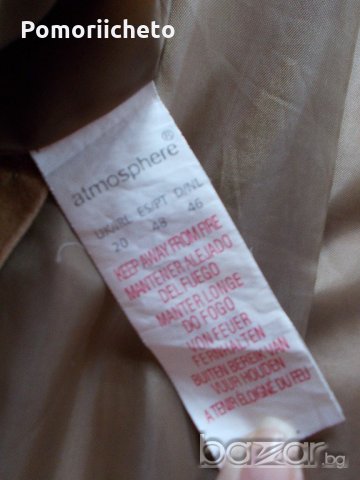 Pomoriicheto
atmosphere®
UK/IRL ES/PT D/NL
20 48 46
KEEP AWAY FROM FIRE
MANTENER ALEJADO
DEL FUEGO
MANTER LONGE
DO FOGO
VON FEUER
FERNHALTEN
BUITEN BEREIK VAN
VUUR HOUDEN
A TENIR ÉLOIGNÉ DU FEU
bazar.bg